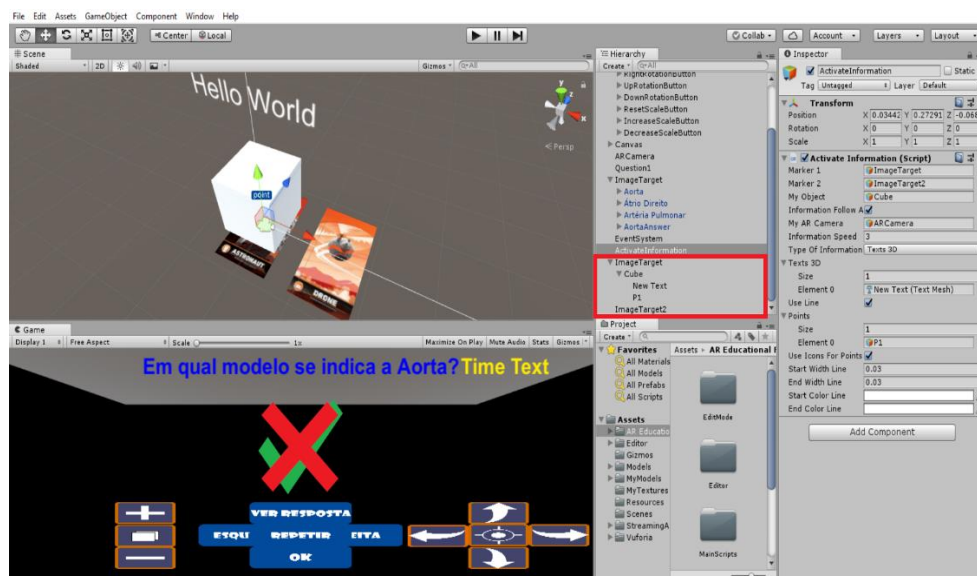 File Edit Assets GameObject Component Window Help
Center Local
Collab
Account
Layers
Layout
Scene
Shaded
2D
Gizmos
All
Hello World
y
x
Persp
point
ASTRONAUT
DRONE
Game
Display 1
Free Aspect
Scale
1x
Maximize On Play
Mute Audio
Stats
Gizmos
Em qual modelo se indica a Aorta? Time Text
VER RESPOSTA
ESQU
REPETIR
EITA
OK
Hierarchy
Create
All
RightRotationButton
UpRotationButton
DownRotationButton
ResetScaleButton
IncreaseScaleButton
DecreaseScaleButton
Canvas
ARCamera
Question1
ImageTarget
Aorta
Átrio Direito
Artéria Pulmonar
AortaAnswer
EventSystem
ActivateInformation
ImageTarget
Cube
New Text
P1
ImageTarget2
Project
Create
Favorites
All Materials
All Models
All Prefabs
All Scripts
Assets
AR Educatio
Editor
Gizmos
Models
MyModels
MyTextures
Resources
Scenes
StreamingA
Vuforia
Assets ▸ AR Educational
EditMode
Editor
MainScripts
Inspector
ActivateInformation
Static
Tag Untagged
Layer Default
Transform
Position X 0.03442 Y 0.27291 Z -0.068
Rotation X 0 Y 0 Z 0
Scale X 1 Y 1 Z 1
Activate Information (Script)
Marker 1 ImageTarget
Marker 2 ImageTarget2
My Object Cube
Information Follow A
My AR Camera ARCamera
Information Speed 3
Type Of Information Texts 3D
Texts 3D
Size 1
Element 0 New Text (Text Mesh)
Use Line
Points
Size 1
Element 0 P1
Use Icons For Points
Start Width Line 0.03
End Width Line 0.03
Start Color Line
End Color Line
Add Component